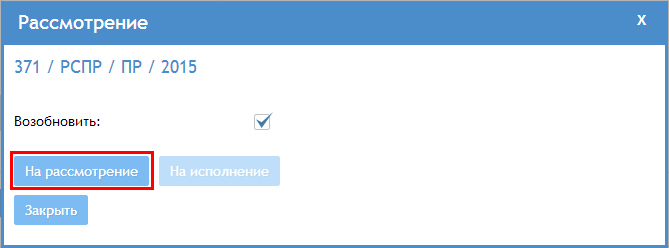 Рассмотрение x
371 / РСПР / ПР / 2015
Возобновить:
На рассмотрение На исполнение
Закрыть